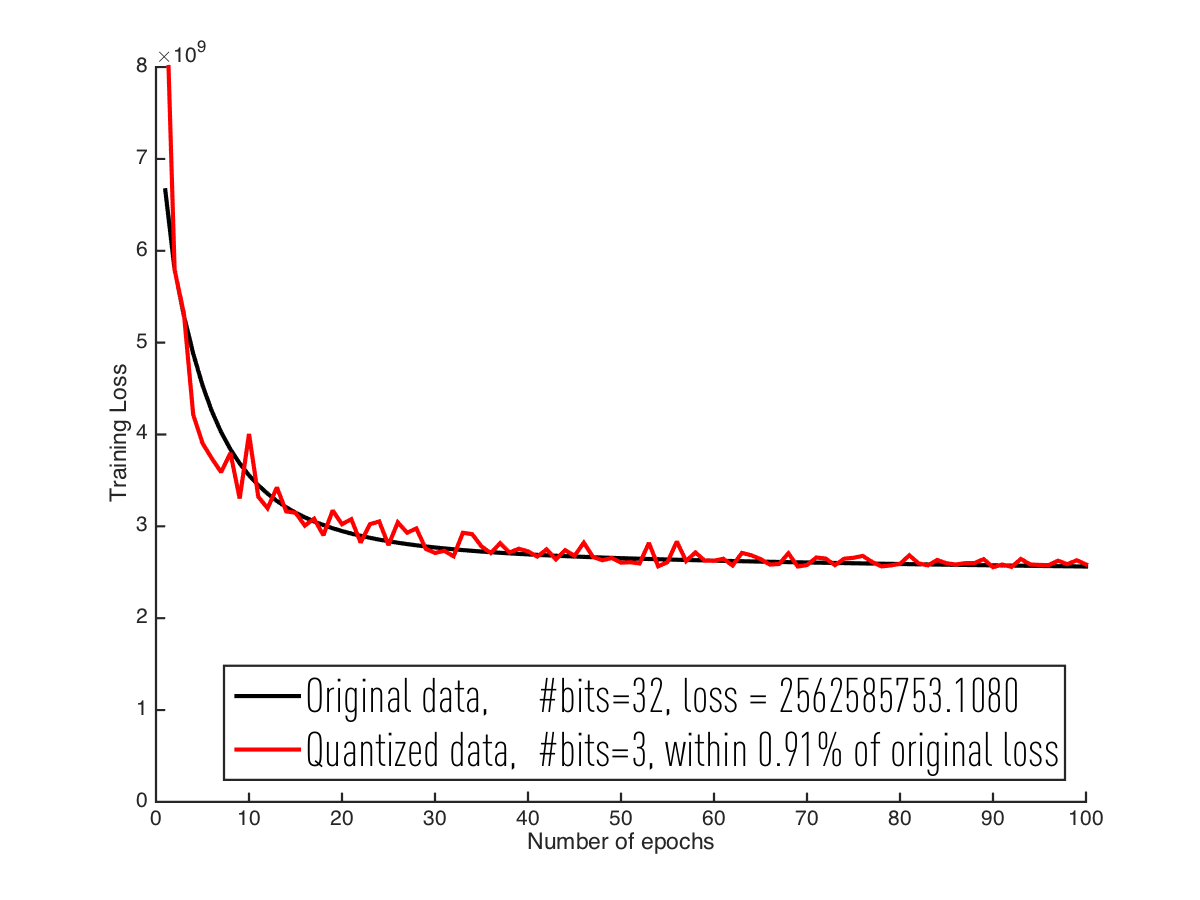 ×10⁹
8
7
6
5
4
3
2
1
0
Training Loss
Original data, #bits=32, loss = 2562585753.1080
Quantized data, #bits=3, within 0.91% of original loss
0 10 20 30 40 50 60 70 80 90 100
Number of epochs